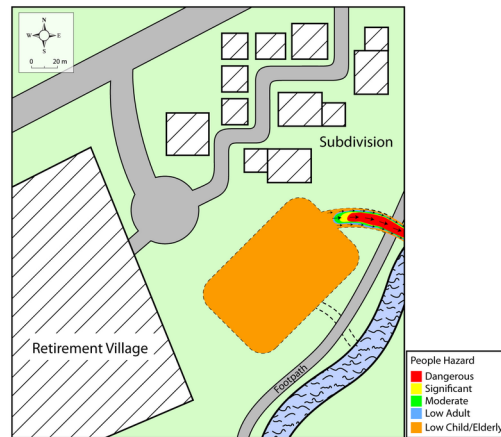 N
W E
S
0 20 m
Subdivision
Retirement Village
Footpath
People Hazard
Dangerous
Significant
Moderate
Low Adult
Low Child/Elderly